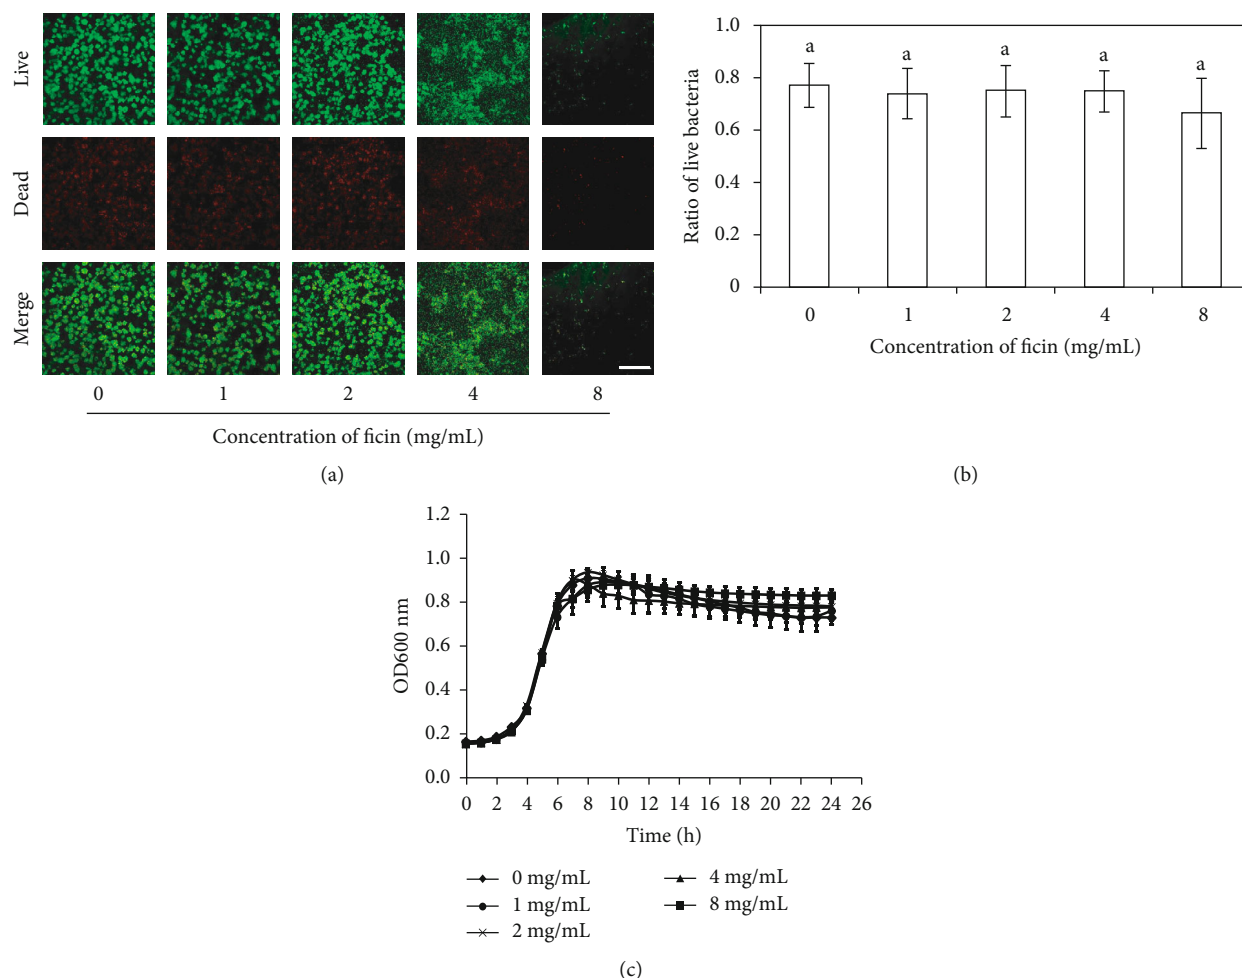 Live
Dead
Merge
0 1 2 4 8
Concentration of ficin (mg/mL)
(a)
Ratio of live bacteria
1.0
0.8
0.6
0.4
0.2
0
a a a a a
0 1 2 4 8
Concentration of ficin (mg/mL)
(b)
OD600 nm
1.2
1.0
0.8
0.6
0.4
0.2
0.0
0 2 4 6 8 10 12 14 16 18 20 22 24 26
Time (h)
0 mg/mL
1 mg/mL
2 mg/mL
4 mg/mL
8 mg/mL
(c)